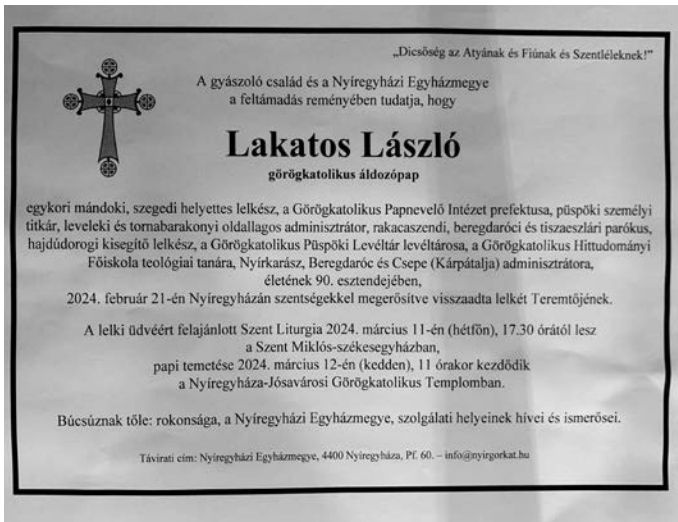 „Dicsőség az Atyának és Fiúnak és Szentléleknek!”
A gyászoló család és a Nyíregyházi Egyházmegye
a feltámadás reményében tudatja, hogy
Lakatos László
görögkatolikus áldozópap
egykori mándoki, szegedi helyettes lelkész, a Görögkatolikus Papnevelő Intézet prefektusa, püspöki személyi
titkár, leveleki és tornabarakonyi oldallagos adminisztrátor, rakacaszendi, beregdaróci és tiszaeszlári parókus,
hajdúdorogi kisegítő lelkész, a Görögkatolikus Püspöki Levéltár levéltárosa, a Görögkatolikus Hittudományi
Főiskola teológiai tanára, Nyírkarász, Beregdaróc és Csepe (Kárpátalja) adminisztrátora,
életének 90. esztendejében,
2024. február 21-én Nyíregyházán szentségekkel megerősítve visszaadta lelkét Teremtőjének.
A lelki üdvéért felajánlott Szent Liturgia 2024. március 11-én (hétfőn), 17.30 órától lesz
a Szent Miklós-székesegyházban,
papi temetése 2024. március 12-én (kedden), 11 órakor kezdődik
a Nyíregyháza-Jósavárosi Görögkatolikus Templomban.
Búcsúznak tőle: rokonsága, a Nyíregyházi Egyházmegye, szolgálati helyeinek hívei és ismerősei.
Távirati cím: Nyíregyházi Egyházmegye, 4400 Nyíregyháza, Pf. 60. – info@nyirgorkat.hu